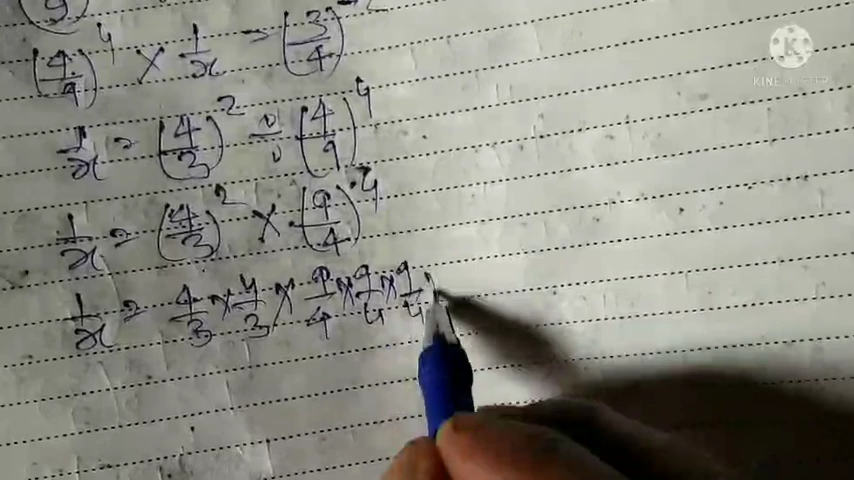 9)
(4/9)^4 × 1/x = (3/4)^-2
1/x = (4/3)^2 ÷ (4/9)^4
1/x = (4/3)^2 × (9/4)^4
1/x = 4/3 × 4/3 × 9/4 × 9/4 × 9/4
KINEMASTER